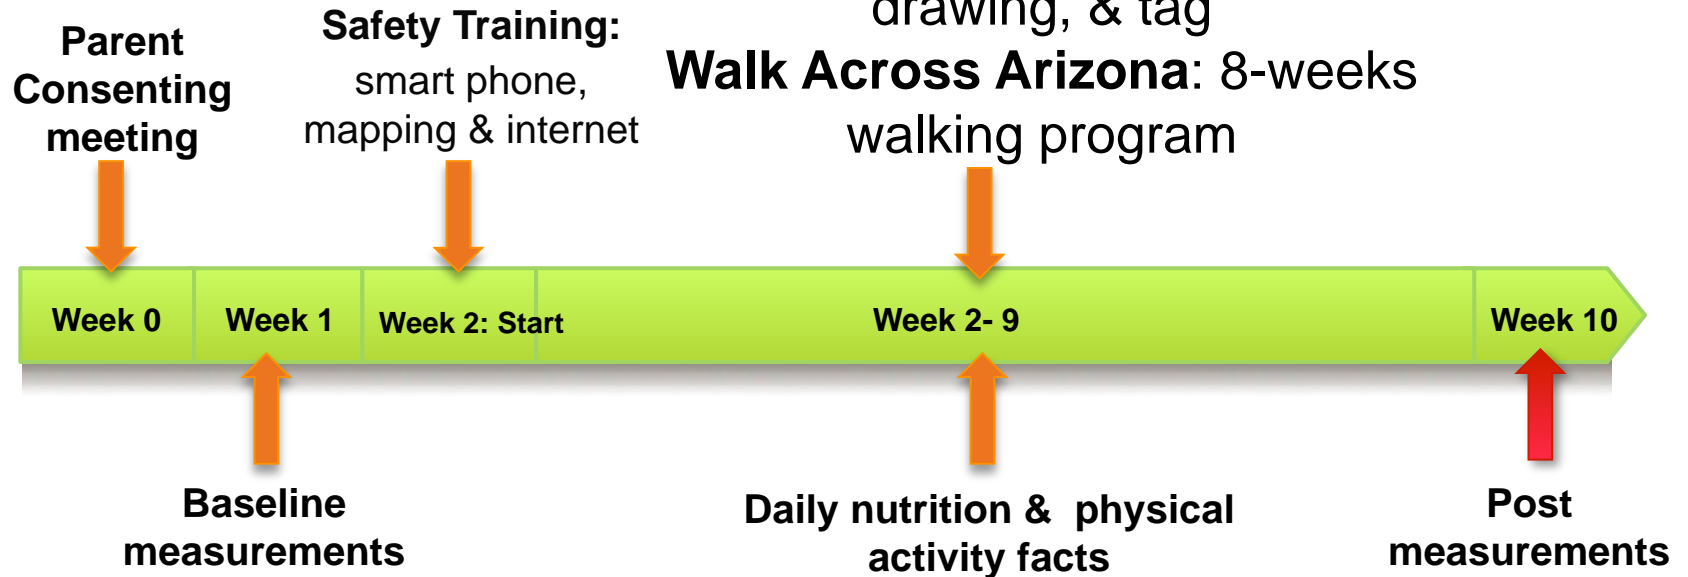 Parent
Consenting
meeting
Safety Training:
smart phone,
mapping & internet
drawing, & tag
Walk Across Arizona: 8-weeks
walking program
Week 0
Week 1
Week 2: Start
Week 2- 9
Week 10
Baseline
measurements
Daily nutrition &  physical
activity facts
Post
measurements